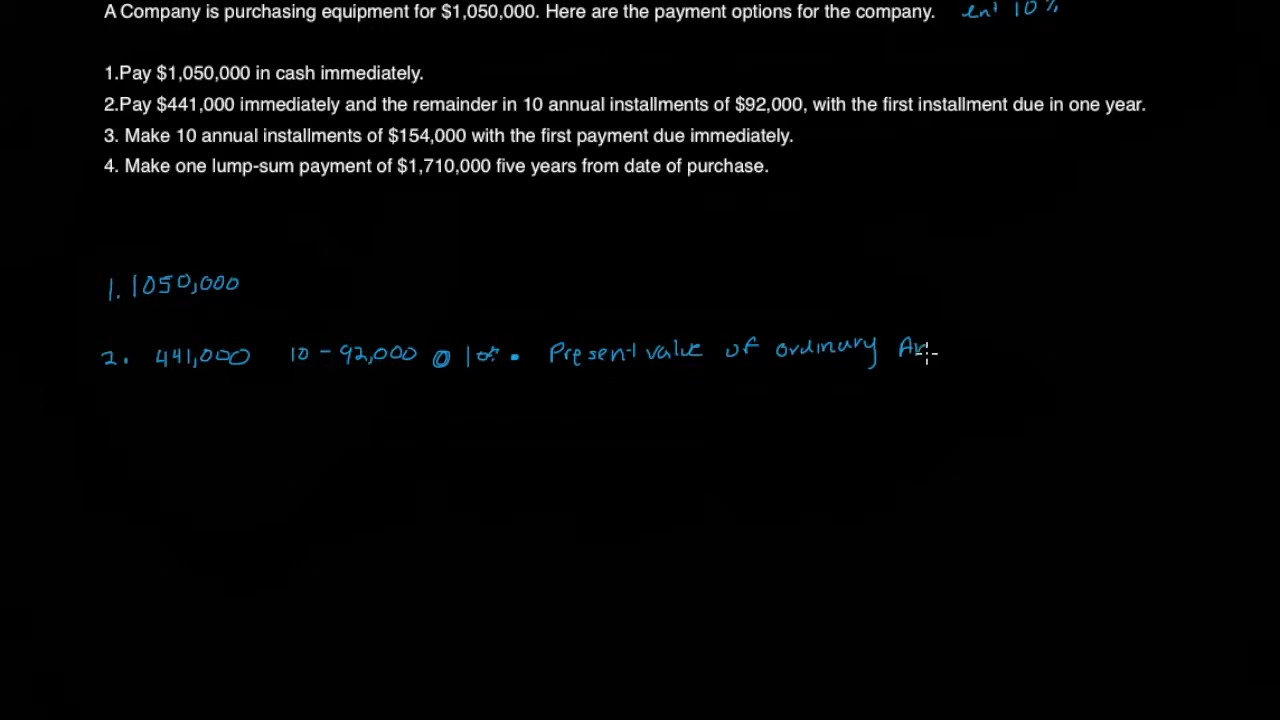 A Company is purchasing equipment for $1,050,000. Here are the payment options for the company. int 10%
1.Pay $1,050,000 in cash immediately.
2.Pay $441,000 immediately and the remainder in 10 annual installments of $92,000, with the first installment due in one year.
3. Make 10 annual installments of $154,000 with the first payment due immediately.
4. Make one lump-sum payment of $1,710,000 five years from date of purchase.
1. 1050,000
2. 441,000 10 - 92,000 @ 10%. Present value of ordinary An